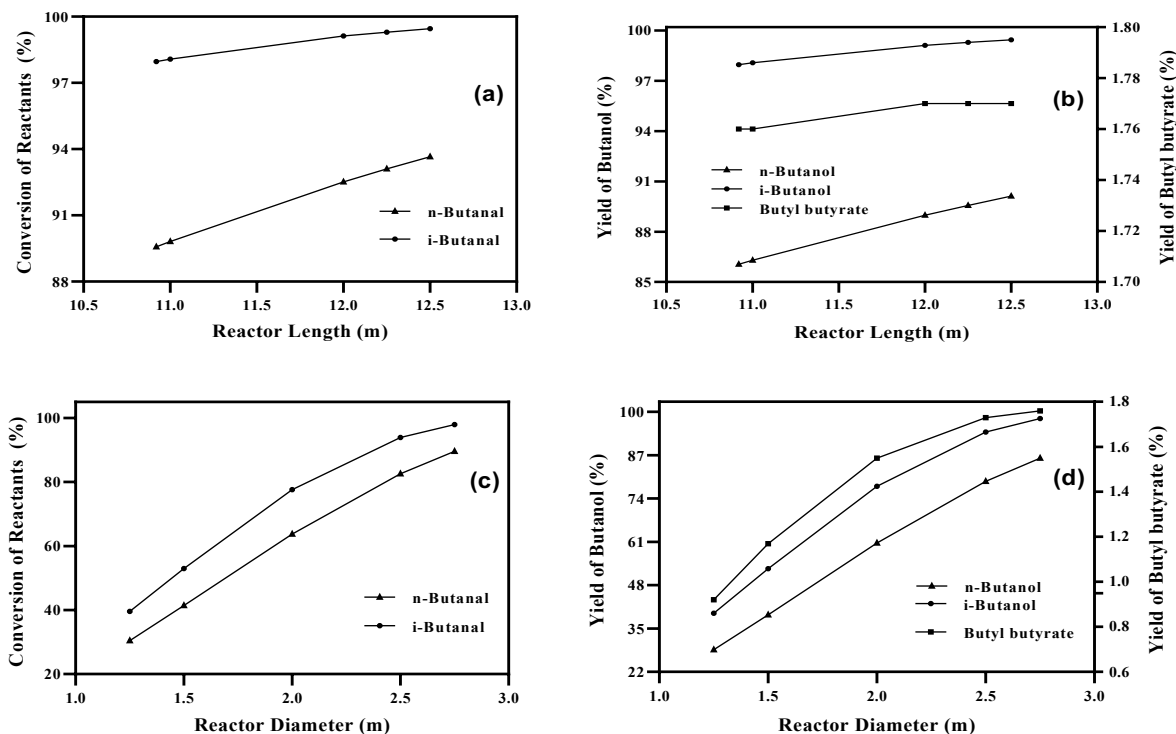 Conversion of Reactants (%)
100
97
94
91
88
(a)
n-Butanal
i-Butanal
10.5 11.0 11.5 12.0 12.5 13.0
Reactor Length (m)
Yield of Butanol (%)
100
98
94
91
88
85
(b)
n-Butanol
i-Butanol
Butyl butyrate
1.80
1.78
1.76
1.74
1.72
1.70
Yield of Butyl butyrate (%)
10.5 11.0 11.5 12.0 12.5 13.0
Reactor Length (m)
Conversion of Reactants (%)
100
80
60
40
20
(c)
n-Butanal
i-Butanal
1.0 1.5 2.0 2.5 3.0
Reactor Diameter (m)
Yield of Butanol (%)
100
87
74
61
48
35
22
(d)
n-Butanol
i-Butanol
Butyl butyrate
1.8
1.6
1.4
1.2
1.0
0.8
0.6
Yield of Butyl butyrate (%)
1.0 1.5 2.0 2.5 3.0
Reactor Diameter (m)